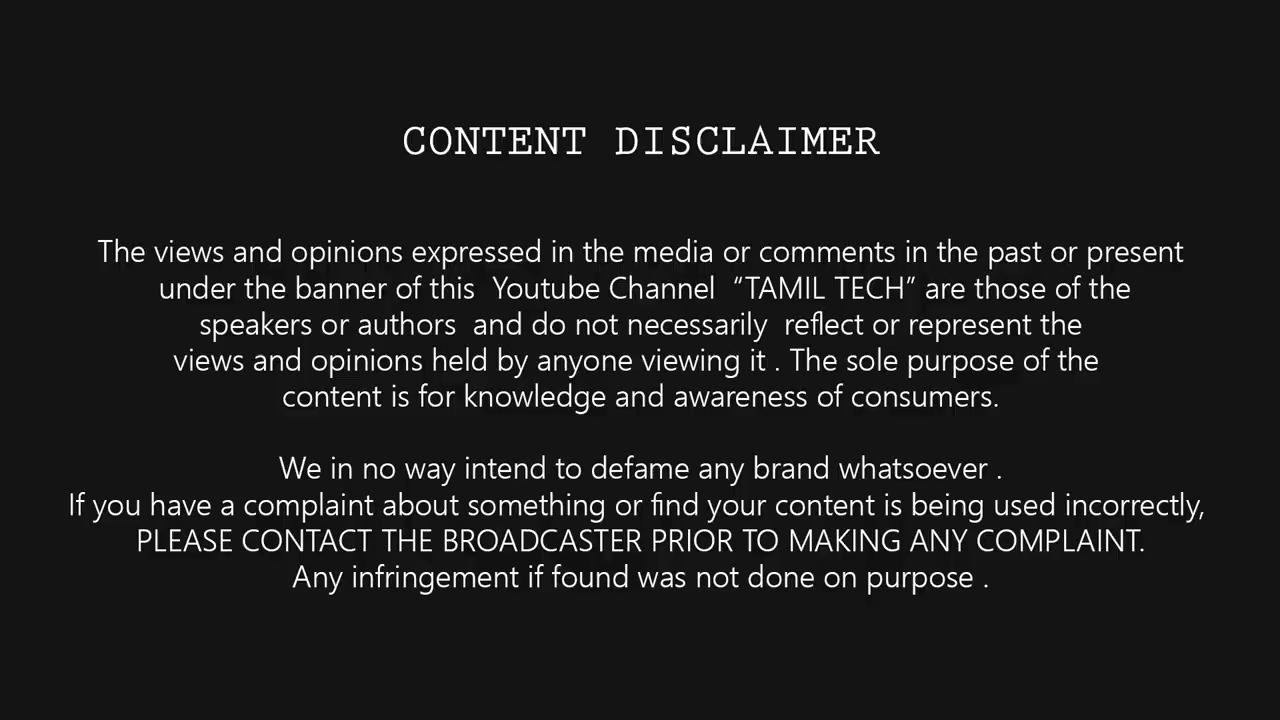 CONTENT DISCLAIMER
The views and opinions expressed in the media or comments in the past or present
under the banner of this  Youtube Channel  “TAMIL TECH” are those of the
speakers or authors  and do not necessarily  reflect or represent the
views and opinions held by anyone viewing it . The sole purpose of the
content is for knowledge and awareness of consumers.
We in no way intend to defame any brand whatsoever .
If you have a complaint about something or find your content is being used incorrectly,
PLEASE CONTACT THE BROADCASTER PRIOR TO MAKING ANY COMPLAINT.
Any infringement if found was not done on purpose .